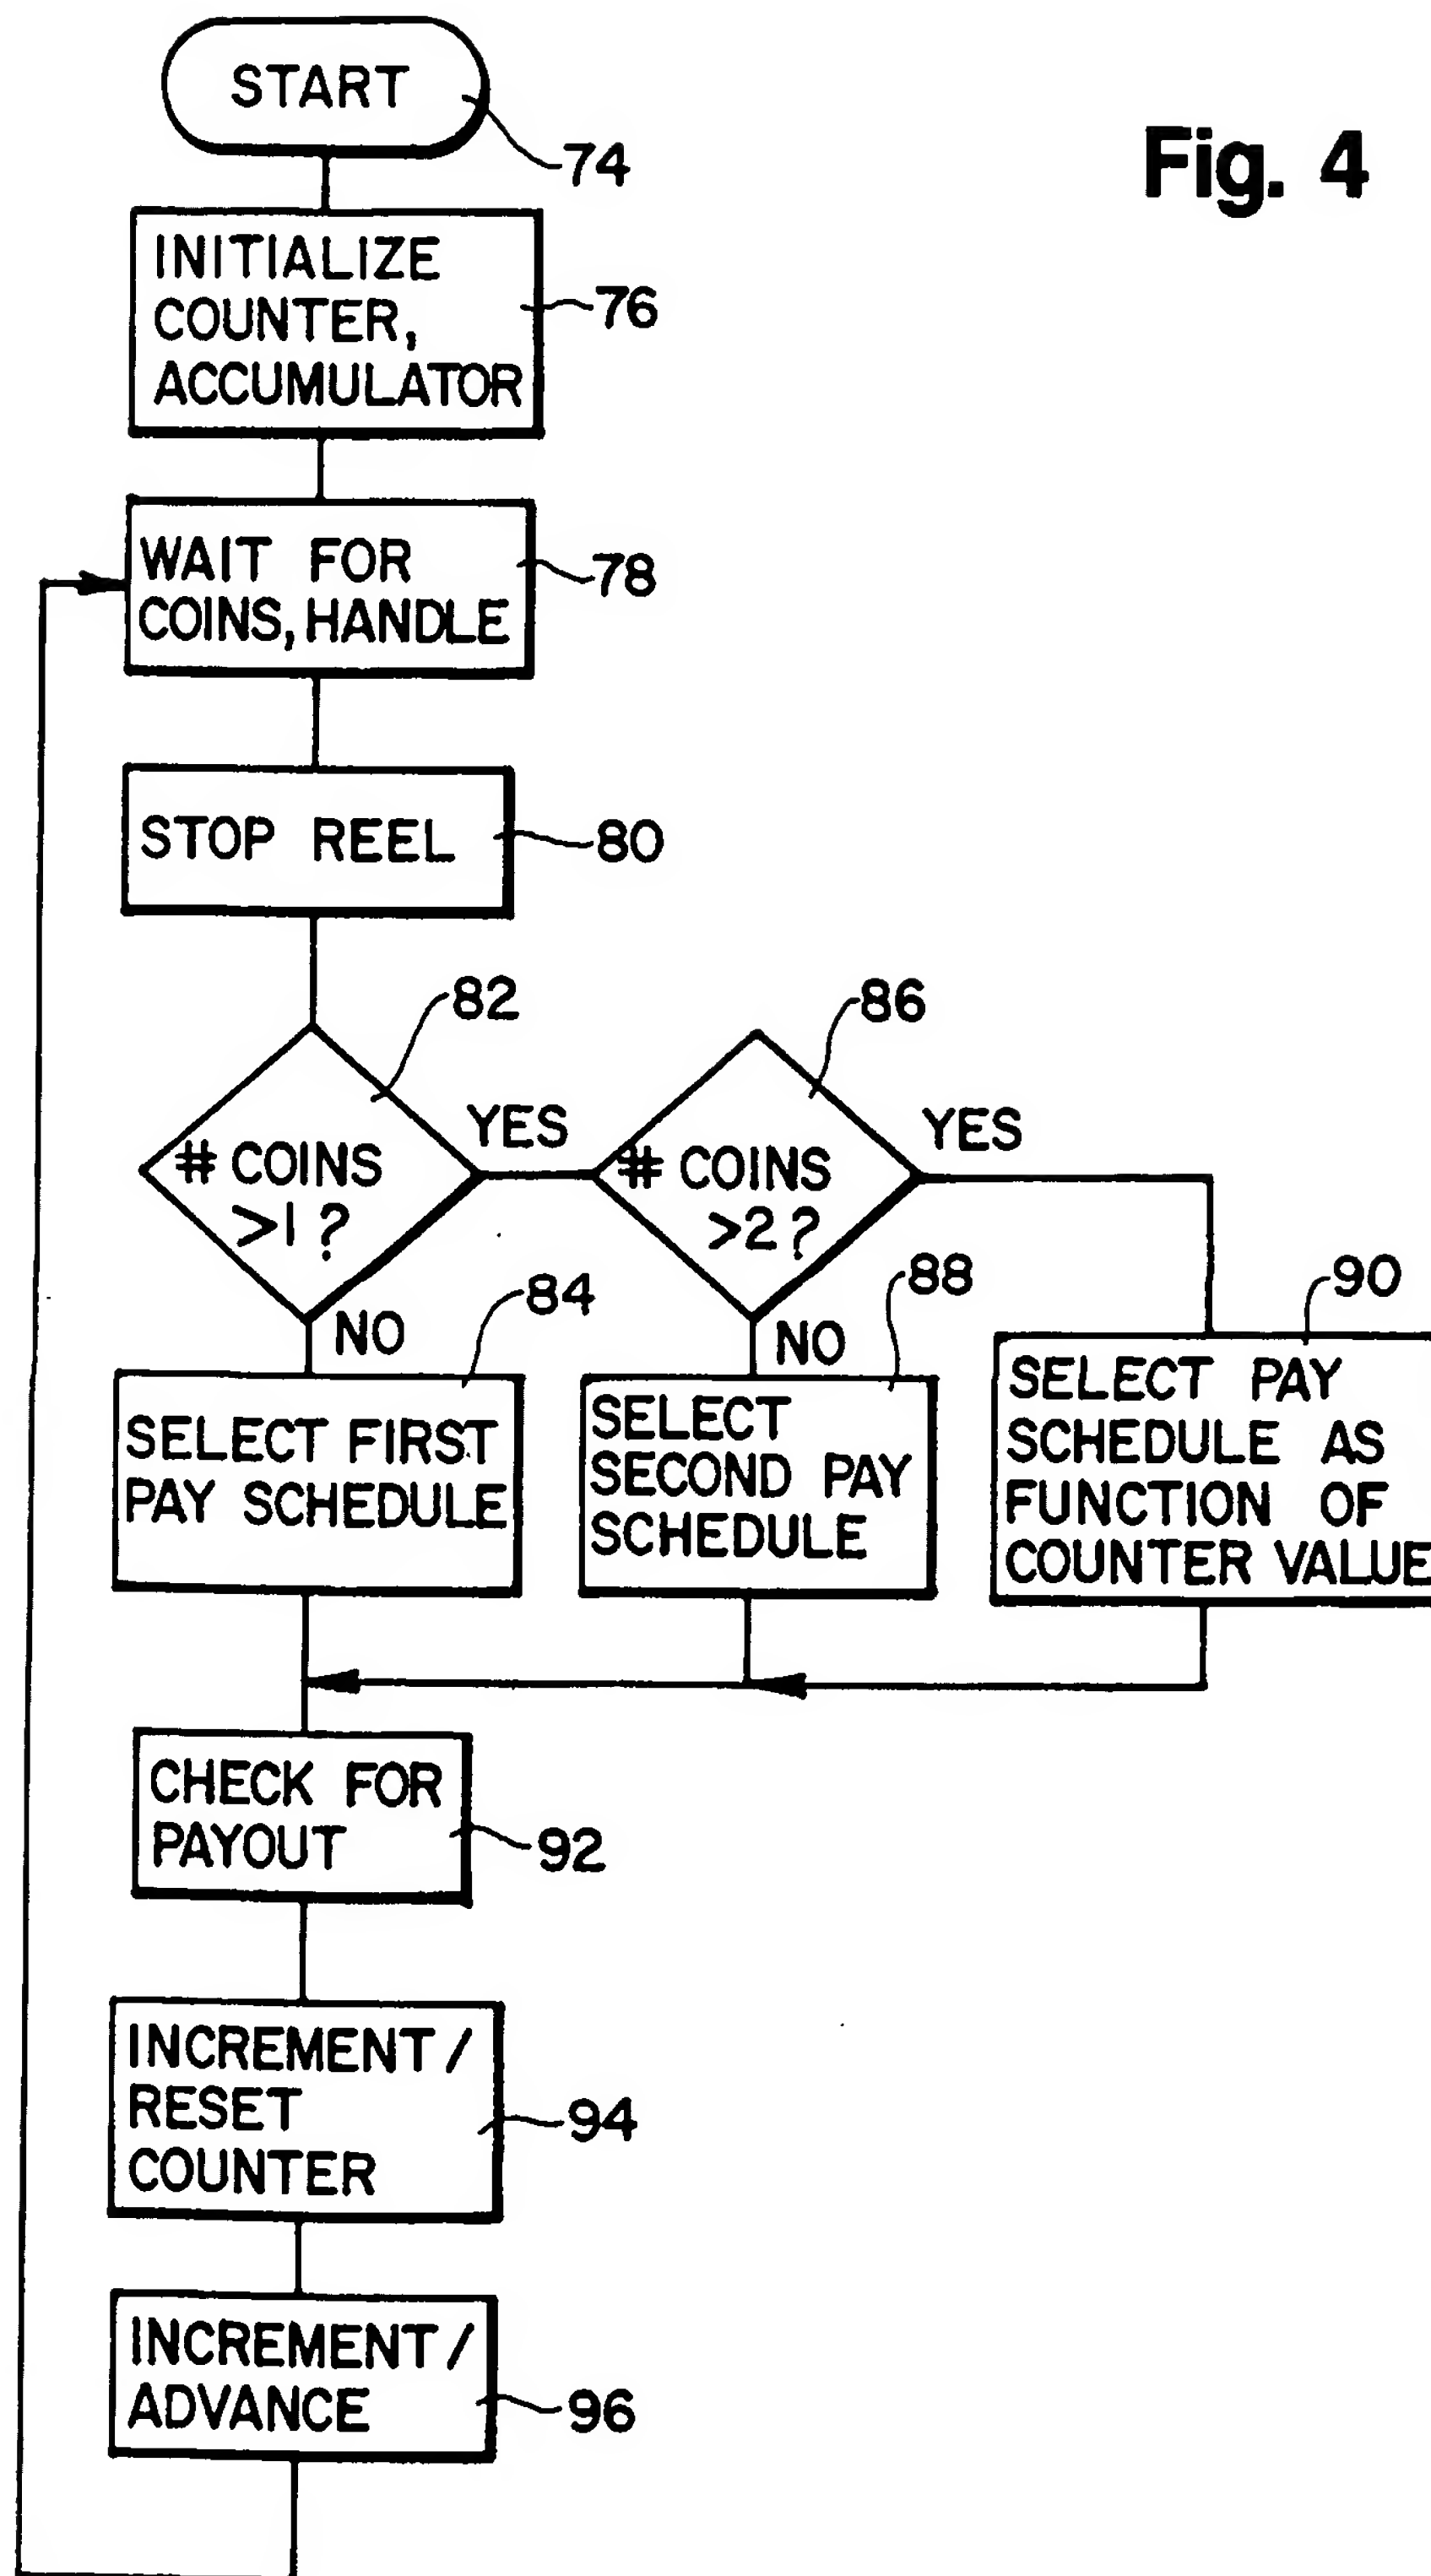 START
74
Fig. 4
INITIALIZE
COUNTER,
ACCUMULATOR
76
WAIT FOR
COINS, HANDLE
78
STOP REEL
80
82
# COINS
>1?
YES
NO
86
# COINS
>2?
YES
NO
84
SELECT FIRST
PAY SCHEDULE
88
SELECT
SECOND PAY
SCHEDULE
90
SELECT PAY
SCHEDULE AS
FUNCTION OF
COUNTER VALUE
CHECK FOR
PAYOUT
92
INCREMENT /
RESET
COUNTER
94
INCREMENT /
ADVANCE
96